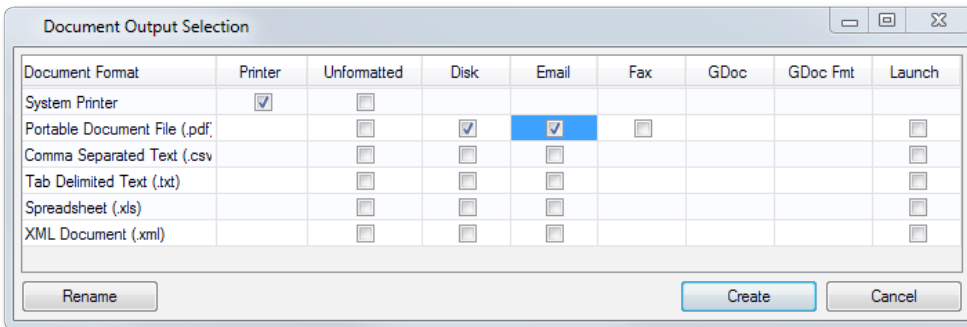 Document Output Selection
Document Format Printer Unformatted Disk Email Fax GDoc GDoc Fmt Launch
System Printer
Portable Document File (.pdf)
Comma Separated Text (.csv
Tab Delimited Text (.txt)
Spreadsheet (.xls)
XML Document (.xml)
Rename Create Cancel